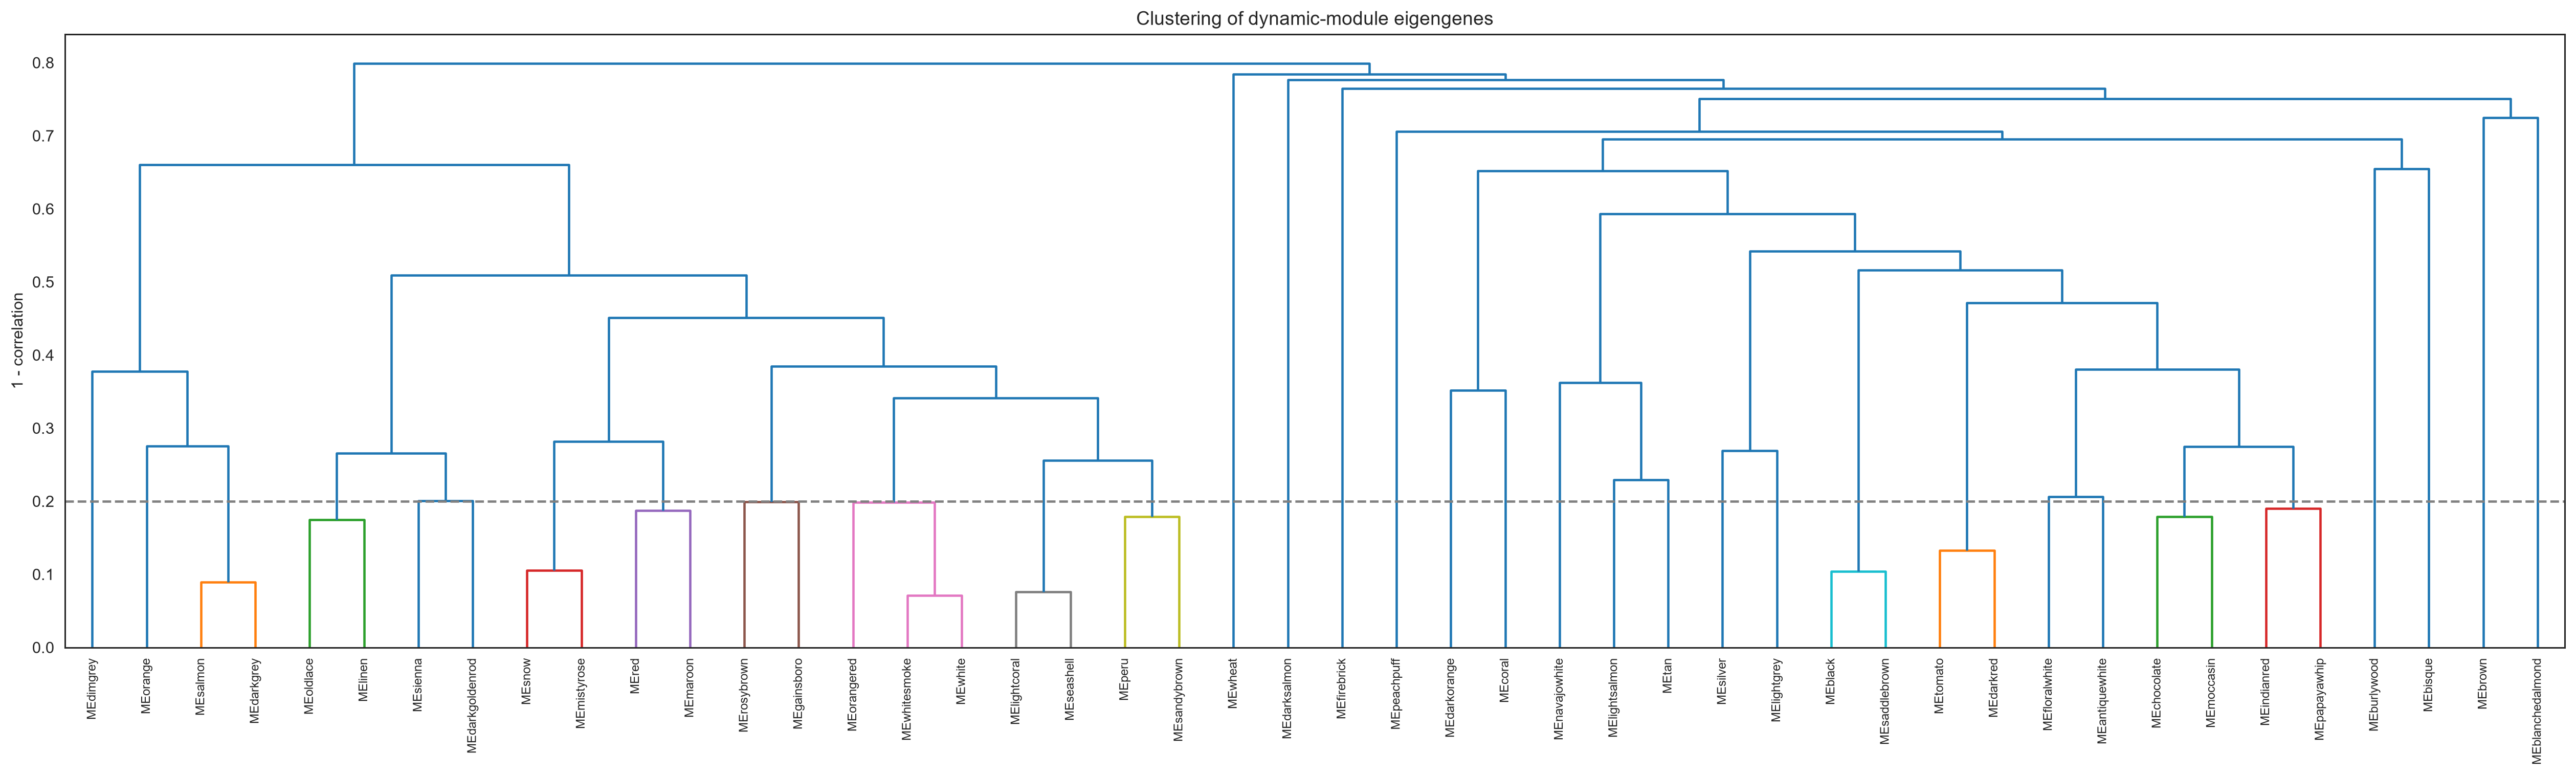 Clustering of dynamic-module eigengenes
1 - correlation
0.8
0.7
0.6
0.5
0.4
0.3
0.2
0.1
0.0
MEdimgrey
MEorange
MEsalmon
MEdarkgrey
MEoldlace
MElinen
MEsienna
MEdarkgoldenrod
MEsnow
MEmistyrose
MEred
MEmaroon
MErosybrown
MEgainsboro
MEorangered
MEwhitesmoke
MEwhite
MElightcoral
MEseashell
MEperu
MEsandybrown
MEwheat
MEdarksalmon
MEfirebrick
MEpeachpuff
MEdarkorange
MEcoral
MEnavajowhite
MElightsalmon
MEtan
MEsilver
MElightgrey
MEblack
MEsaddlebrown
MEtomato
MEdarkred
MEfloralwhite
MEantiquewhite
MEchocolate
MEmoccasin
MEindianred
MEpapayawhip
MEburlywood
MEbisque
MEbrown
MEblanchedalmond